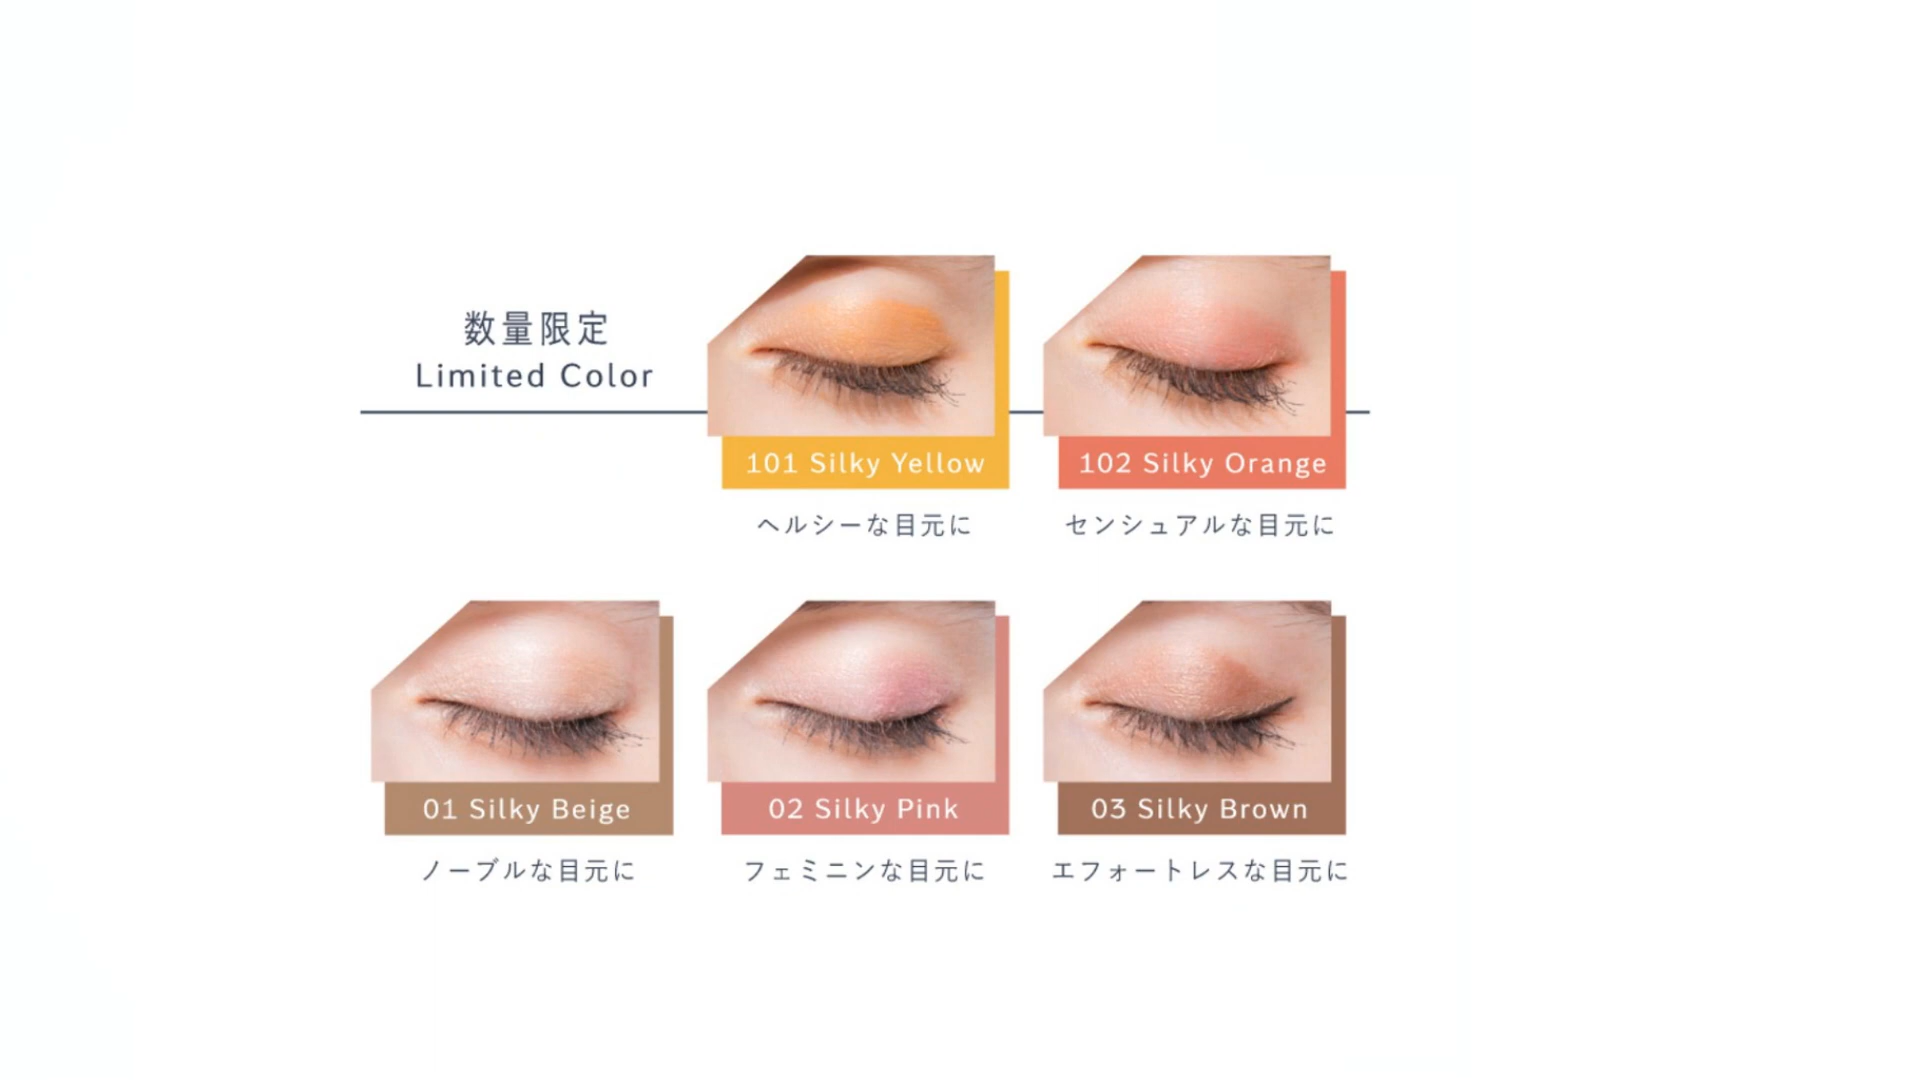 数量限定
Limited Color
101 Silky Yellow
102 Silky Orange
ヘルシーな目元に
センシュアルな目元に
01 Silky Beige
02 Silky Pink
03 Silky Brown
ノーブルな目元に
フェミニンな目元に
エフォートレスな目元に